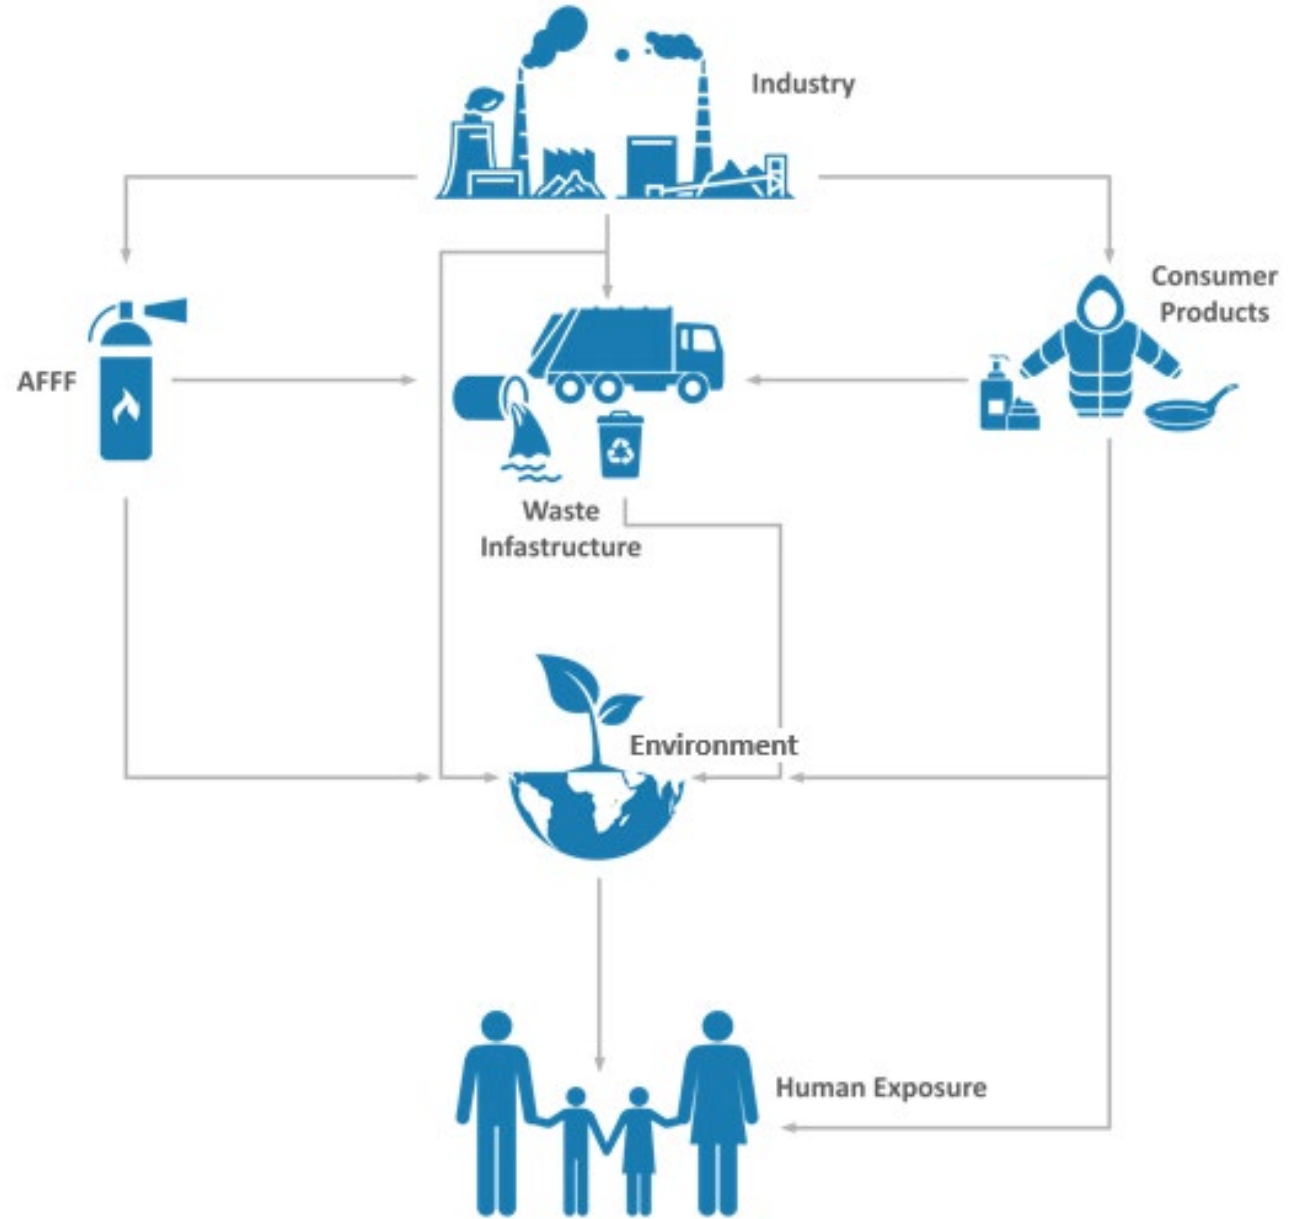 Industry
Consumer
Products
AFFF
Waste
Infastructure
Environment
Human Exposure